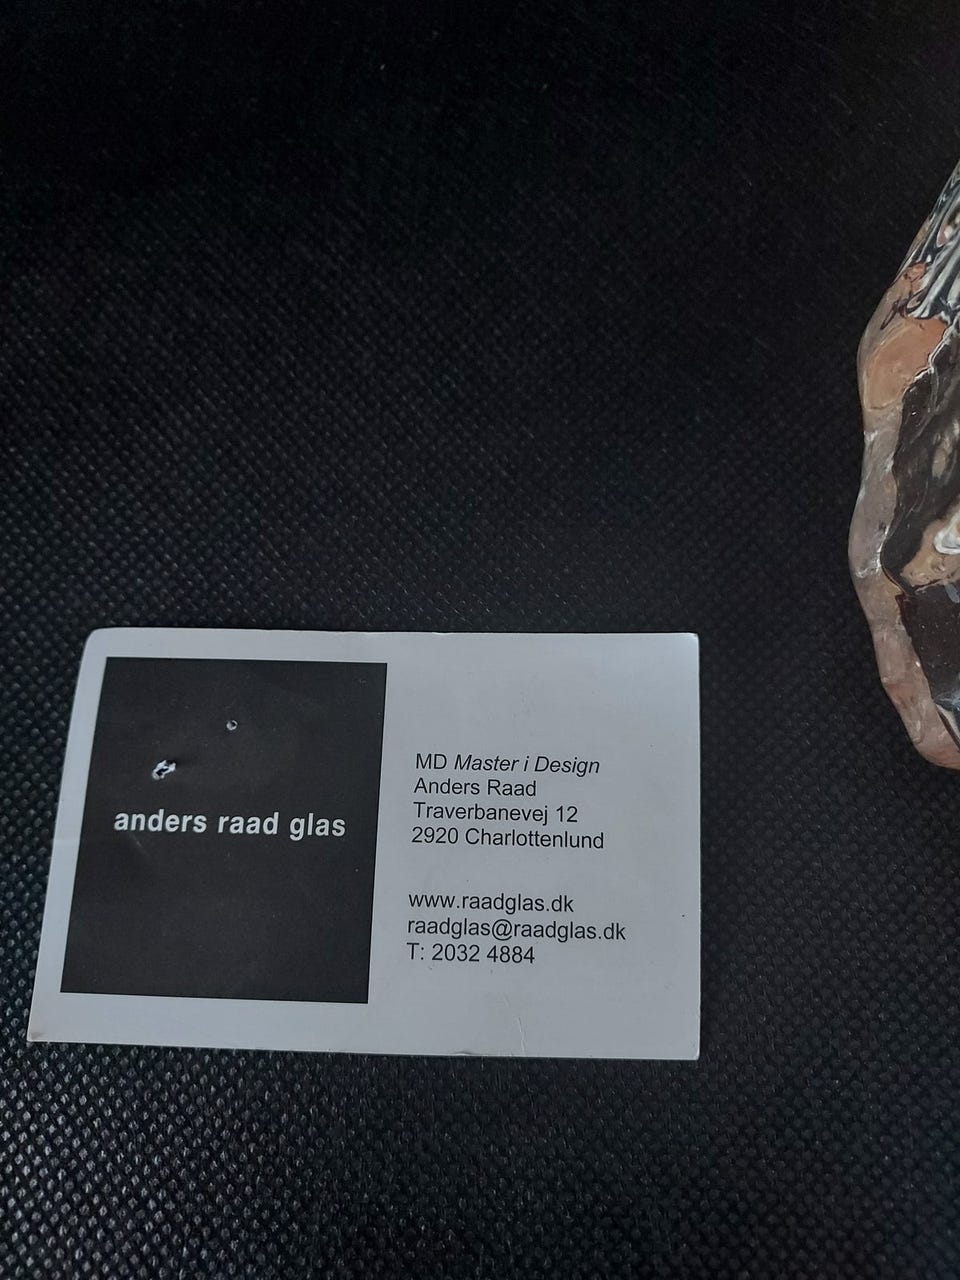 anders raad glas
MD Master i Design
Anders Raad
Traverbanevej 12
2920 Charlottenlund
www.raadglas.dk
raadglas@raadglas.dk
T: 2032 4884